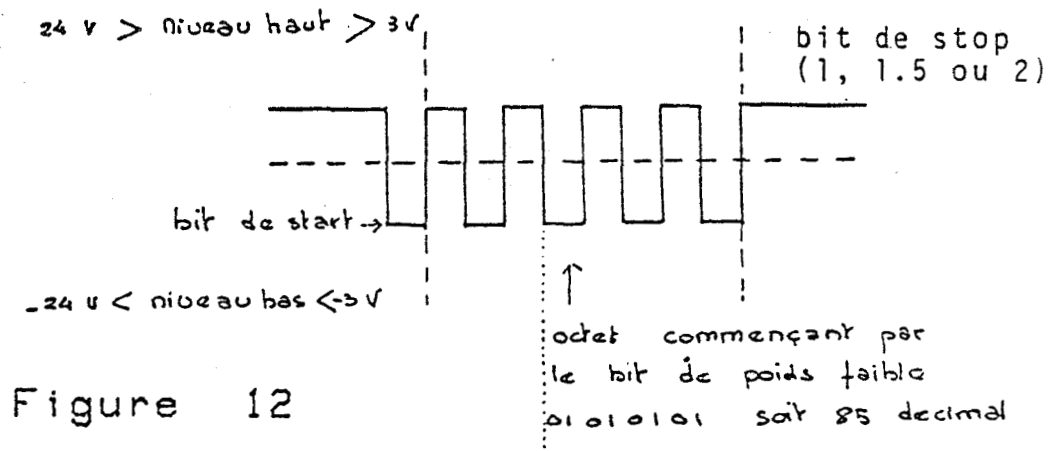 24 V > niveau haut > 3V
bit de stop
(1, 1.5 ou 2)
bit de start→
-24 V < niveau bas <-3 V
octet commençant par
le bit de poids faible
01010101 soit 85 decimal
Figure 12